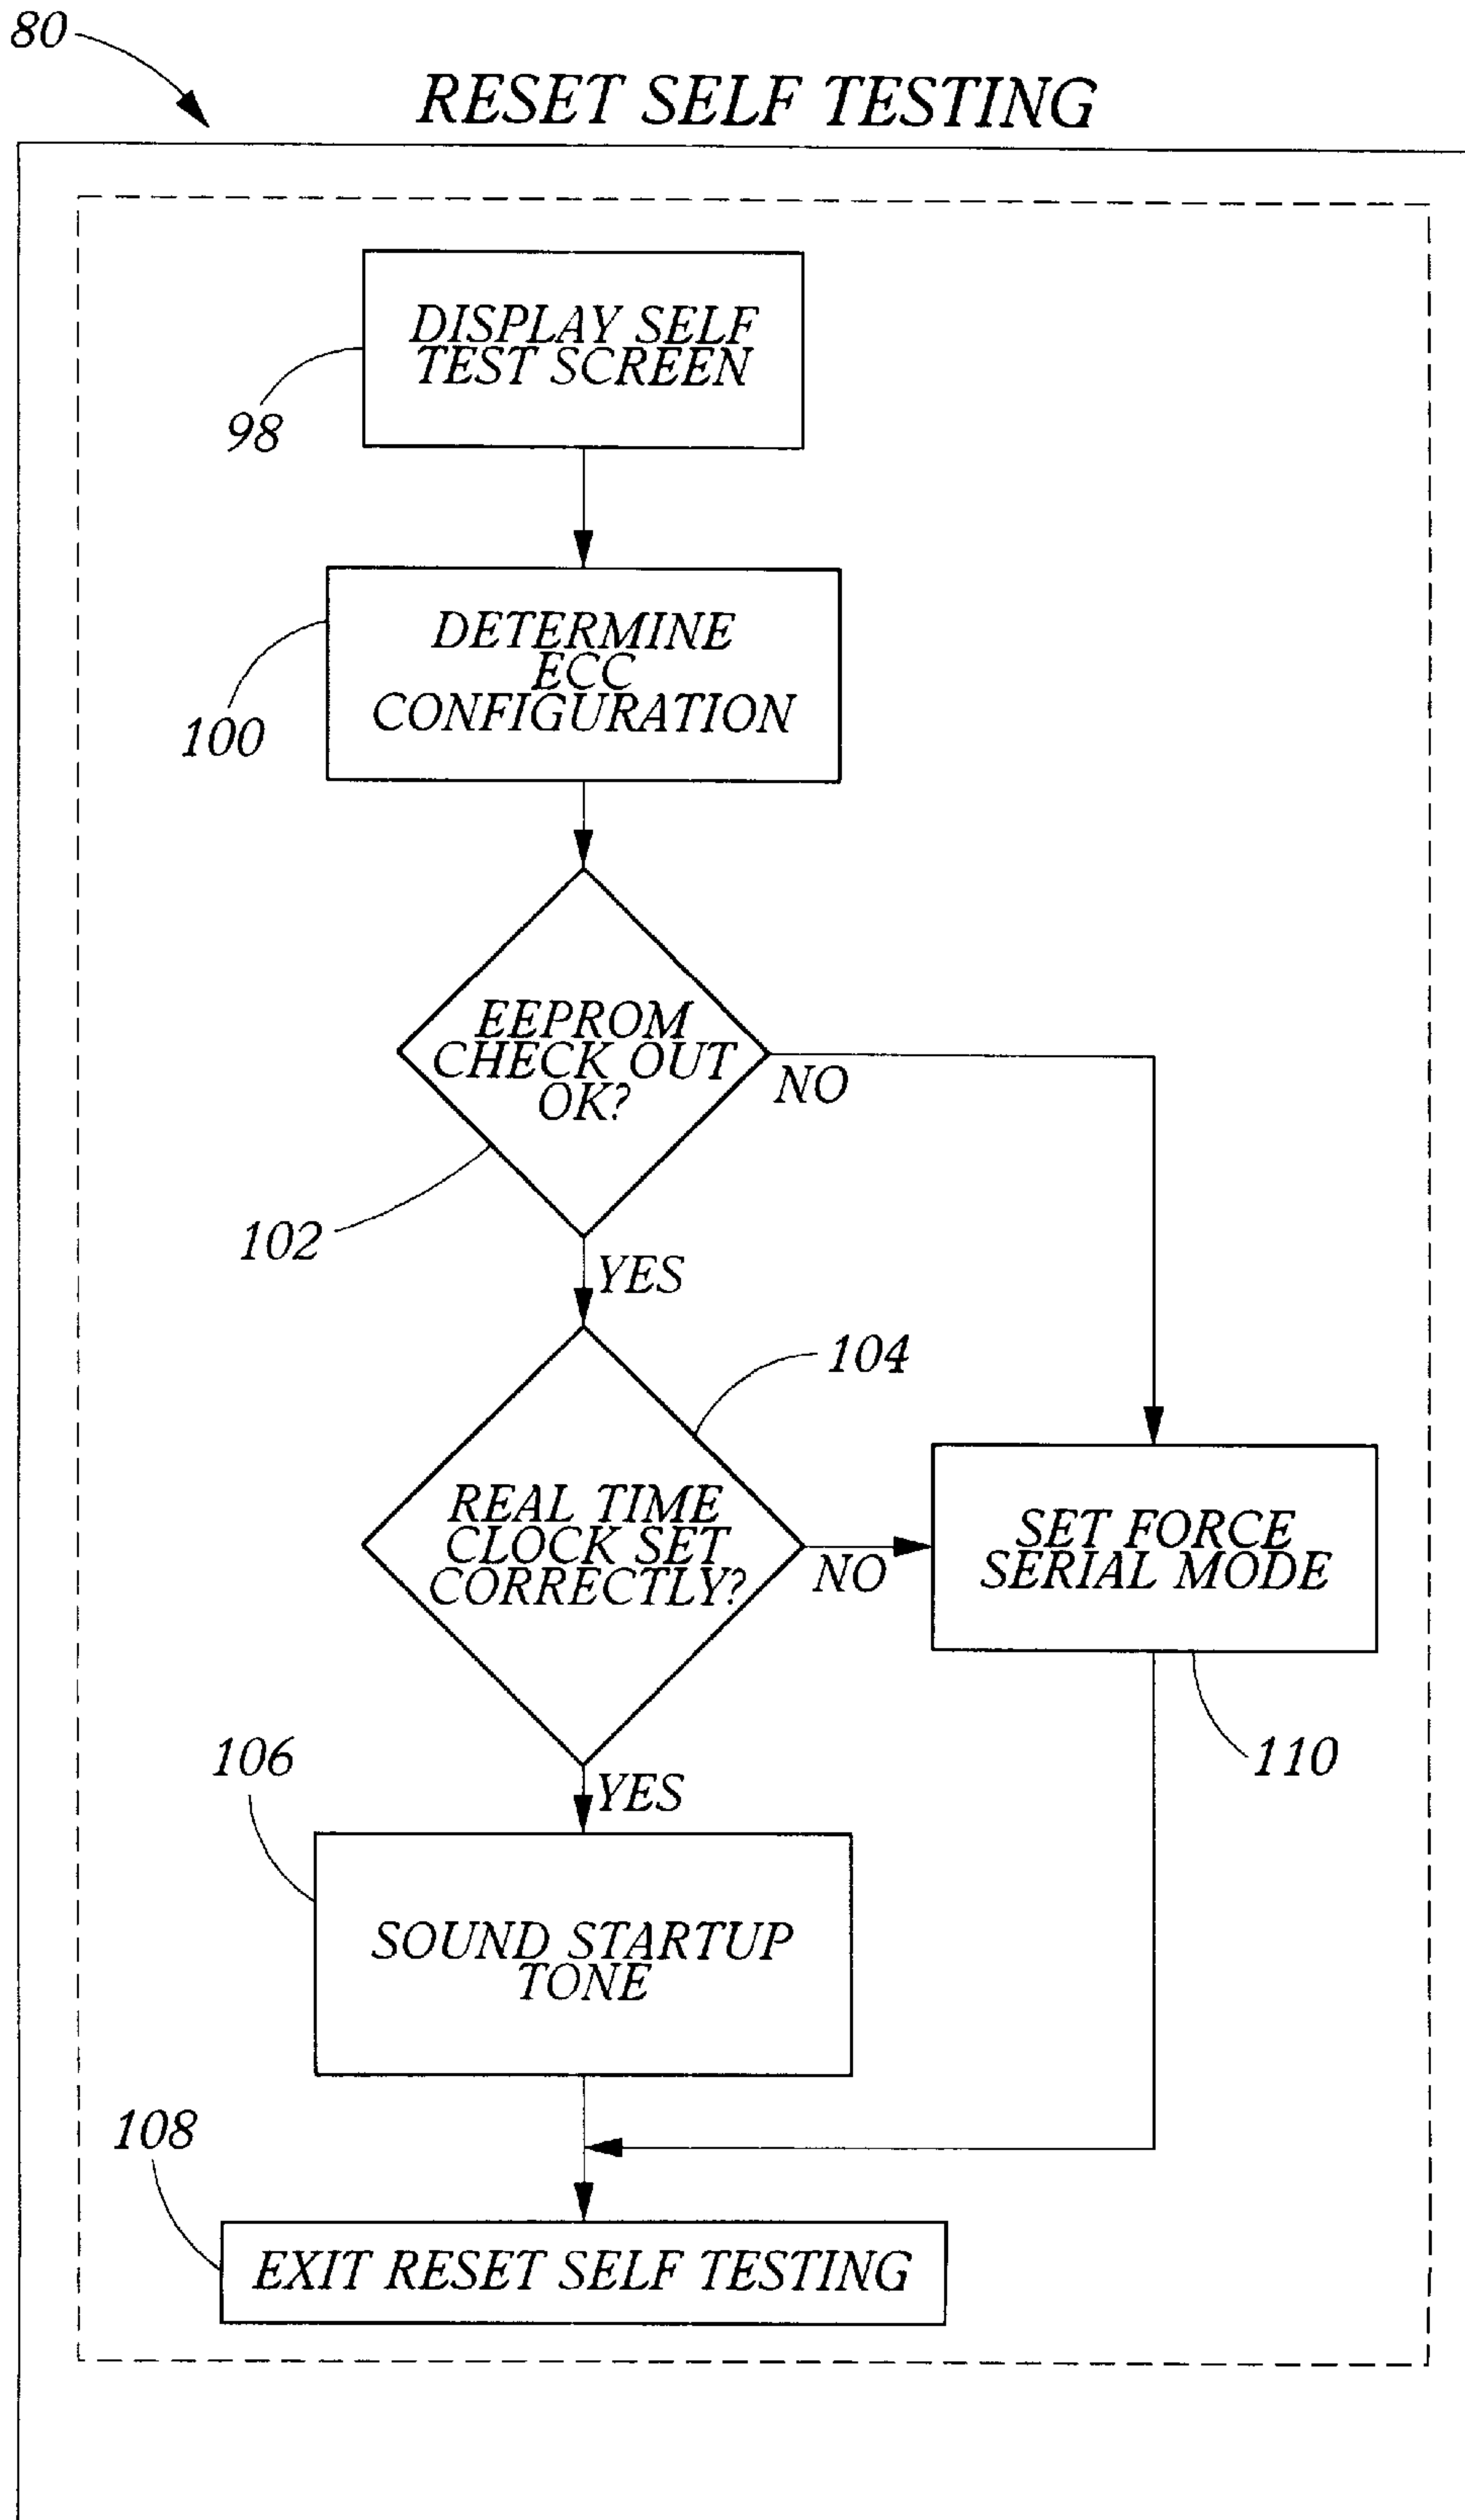 80
RESET SELF TESTING
DISPLAY SELF
TEST SCREEN
98
DETERMINE
ECC
CONFIGURATION
100
EEPROM
CHECK OUT
OK?
NO
102
YES
104
REAL TIME
CLOCK SET
CORRECTLY?
NO
SET FORCE
SERIAL MODE
110
106
YES
SOUND STARTUP
TONE
108
EXIT RESET SELF TESTING